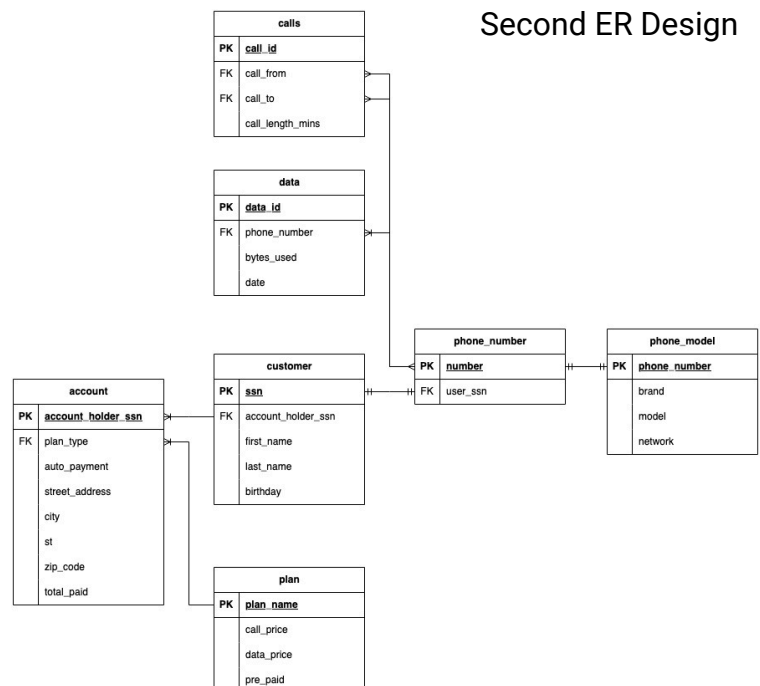 Second ER Design
calls
PK call_id
FK call_from
FK call_to
call_length_mins
data
PK data_id
FK phone_number
bytes_used
date
phone_number
PK number
FK user_ssn
phone_model
PK phone_number
brand
model
network
customer
PK ssn
FK account_holder_ssn
first_name
last_name
birthday
account
PK account_holder_ssn
FK plan_type
auto_payment
street_address
city
st
zip_code
total_paid
plan
PK plan_name
call_price
data_price
pre_paid